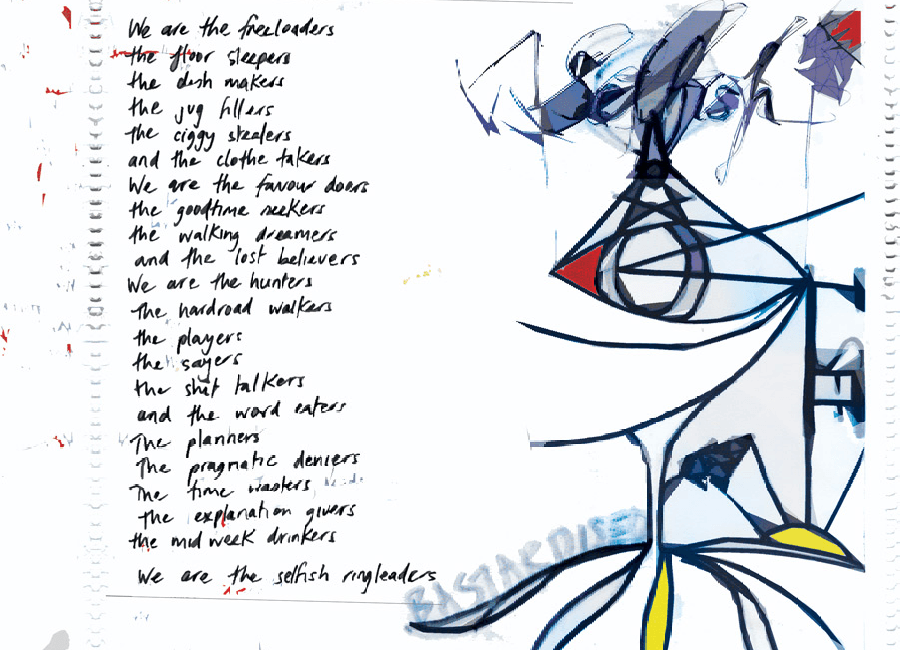 We are the freeloaders
the floor sleepers
the dish makers
the jug fillers
the ciggy stealers
and the clothe takers
We are the favour doers
the goodtime seekers
the walking dreamers
and the lost believers
We are the hunters
The hardroad walkers
the players
the sayers
the shit talkers
and the word eaters
The planners
The pragmatic deniers
The time wasters
the explanation givers
the mid week drinkers
We are the selfish ringleaders
BASTARDISED